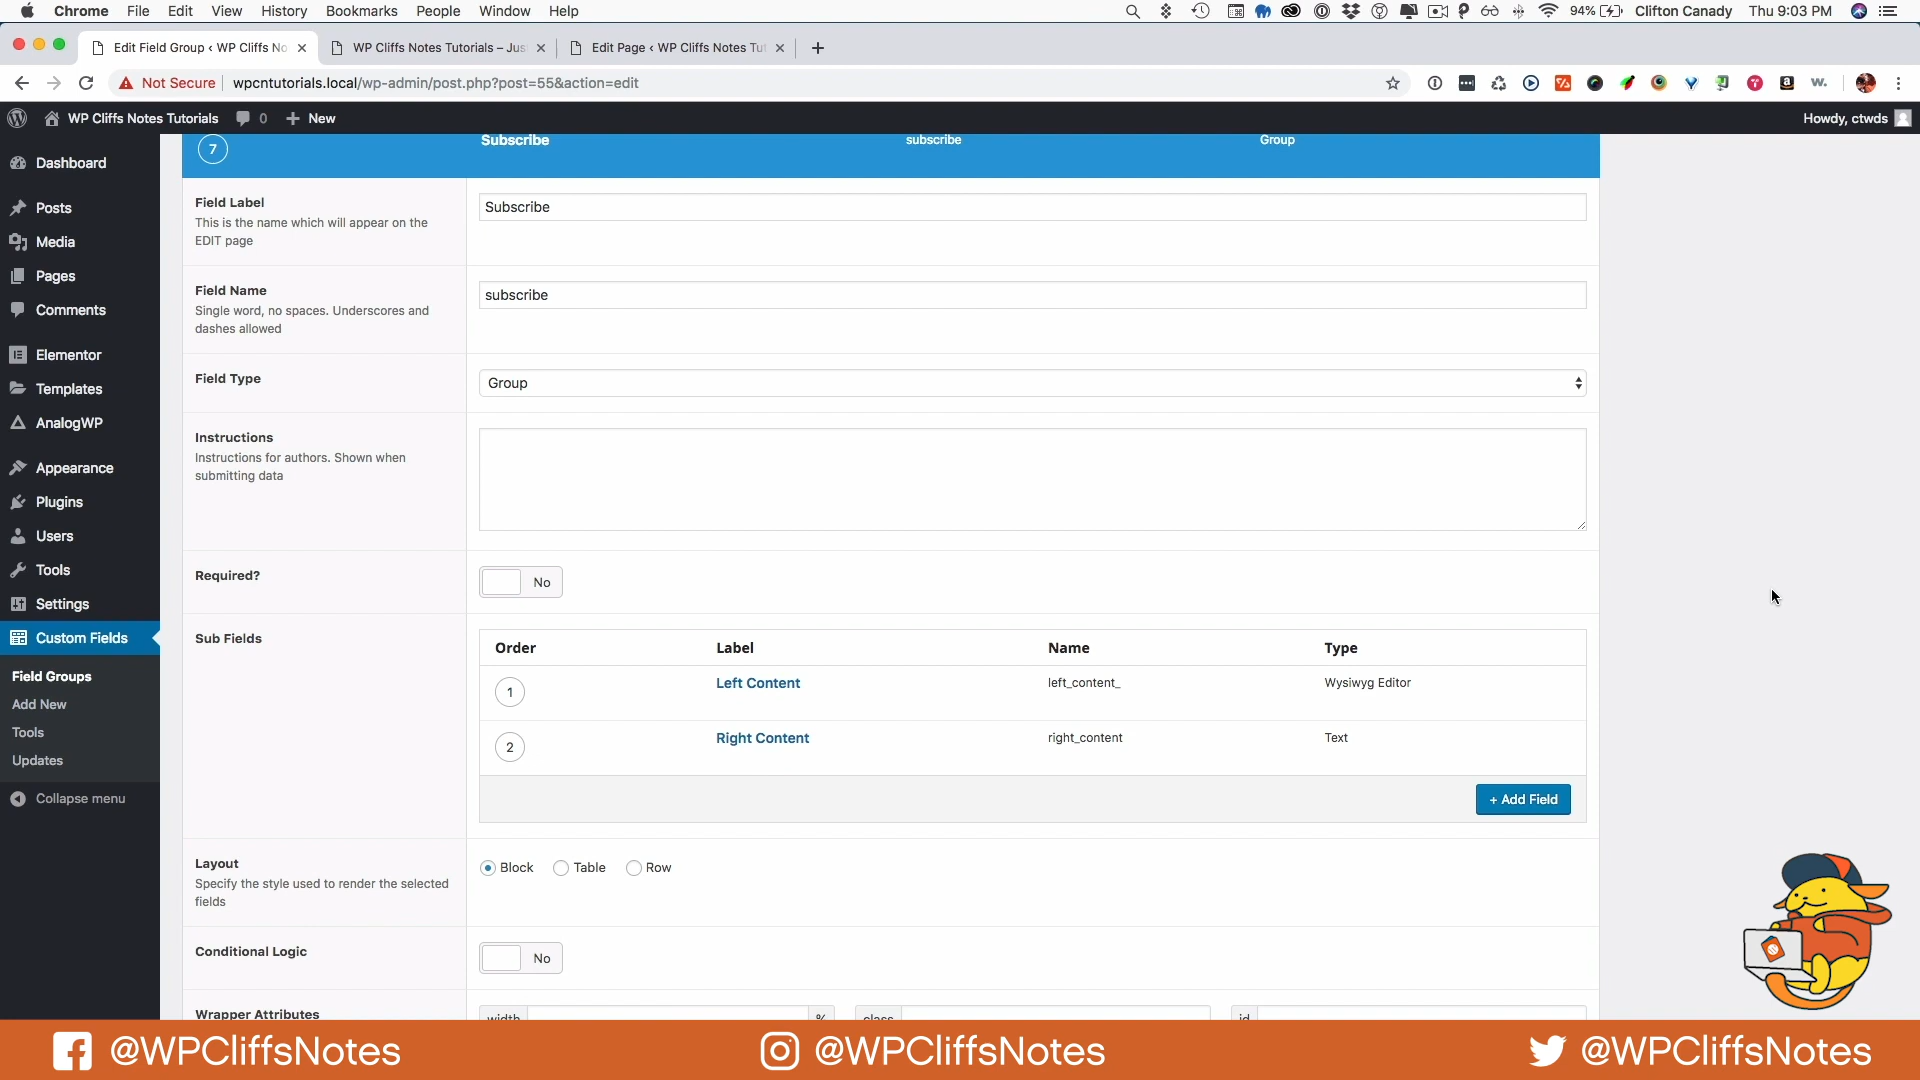 Chrome File Edit View History Bookmarks People Window Help 94% Clifton Canady Thu 9:03 PM
Edit Field Group ‹ WP Cliffs No WP Cliffs Notes Tutorials – Jus Edit Page ‹ WP Cliffs Notes Tut
Not Secure wpcntutorials.local/wp-admin/post.php?post=55&action=edit
WP Cliffs Notes Tutorials 0 New Howdy, ctwds
7 Subscribe subscribe Group
Dashboard
Posts
Media
Pages
Comments
Elementor
Templates
AnalogWP
Appearance
Plugins
Users
Tools
Settings
Custom Fields
Field Groups
Add New
Tools
Updates
Collapse menu
Field Label
This is the name which will appear on the
EDIT page
Subscribe
Field Name
Single word, no spaces. Underscores and
dashes allowed
subscribe
Field Type
Group
Instructions
Instructions for authors. Shown when
submitting data
Required?
No
Sub Fields
Order Label Name Type
1 Left Content left_content_ Wysiwyg Editor
2 Right Content right_content Text
+ Add Field
Layout
Specify the style used to render the selected
fields
Block Table Row
Conditional Logic
No
Wrapper Attributes
width % class id
@WPCliffsNotes @WPCliffsNotes @WPCliffsNotes